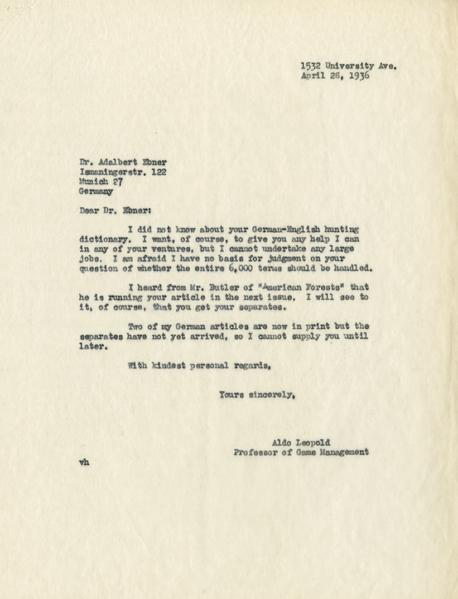 1532 University Ave.
April 28, 1936
Dr. Adalbert Ebner
Ismaningerstr. 122
Munich 27
Germany
Dear Dr. Ebner:
I did not know about your German-English hunting
dictionary. I want, of course, to give you any help I can
in any of your ventures, but I cannot undertake any large
jobs. I am afraid I have no basis for judgment on your
question of whether the entire 6,000 terms should be handled.
I heard from Mr. Butler of "American Forests" that
he is running your article in the next issue. I will see to
it, of course, that you get your separates.
Two of my German articles are now in print but the
separates have not yet arrived, so I cannot supply you until
later.
With kindest personal regards,
Yours sincerely,
Aldo Leopold
Professor of Game Management
vh